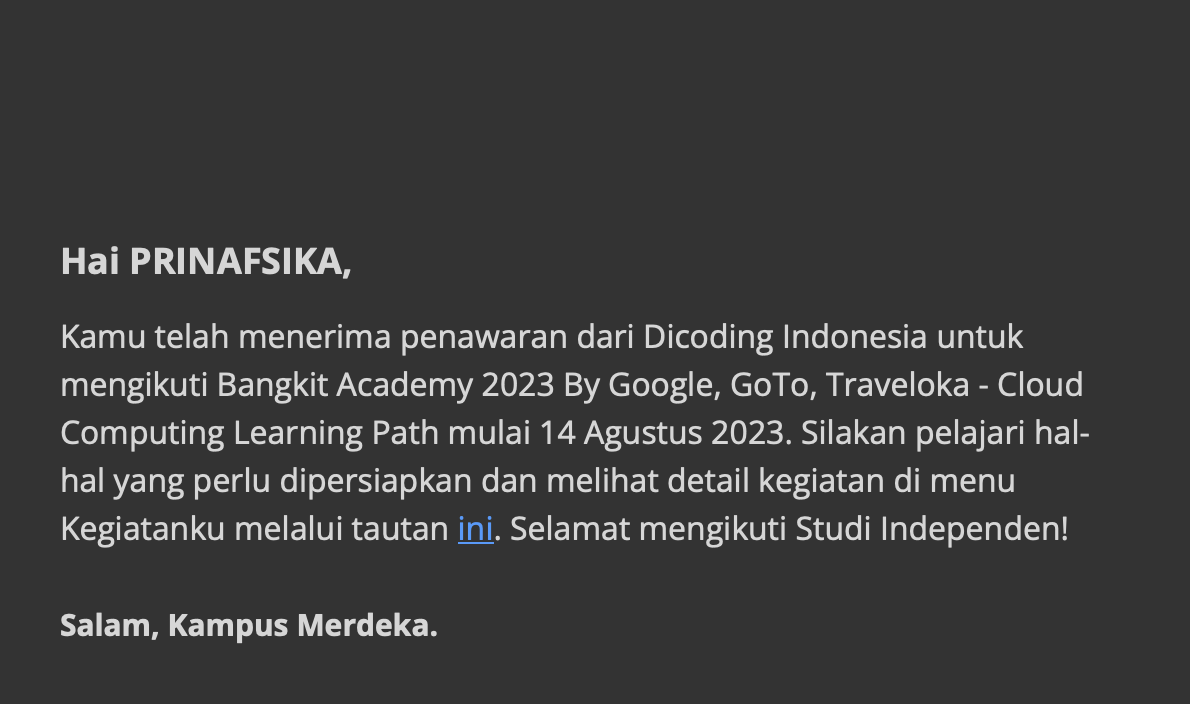 Hai PRINAFSIKA,
Kamu telah menerima penawaran dari Dicoding Indonesia untuk
mengikuti Bangkit Academy 2023 By Google, GoTo, Traveloka - Cloud
Computing Learning Path mulai 14 Agustus 2023. Silakan pelajari hal-
hal yang perlu dipersiapkan dan melihat detail kegiatan di menu
Kegiatanku melalui tautan ini. Selamat mengikuti Studi Independen!
Salam, Kampus Merdeka.